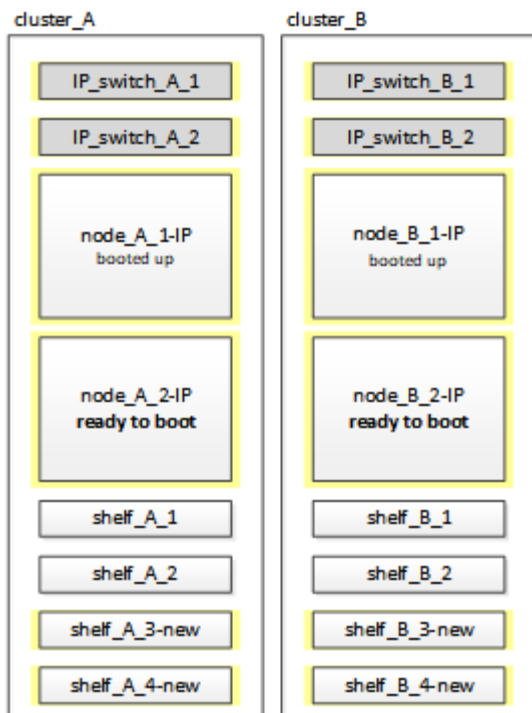 cluster_A
IP_switch_A_1
IP_switch_A_2
node_A_1-IP
booted up
node_A_2-IP
ready to boot
shelf_A_1
shelf_A_2
shelf_A_3-new
shelf_A_4-new
cluster_B
IP_switch_B_1
IP_switch_B_2
node_B_1-IP
booted up
node_B_2-IP
ready to boot
shelf_B_1
shelf_B_2
shelf_B_3-new
shelf_B_4-new